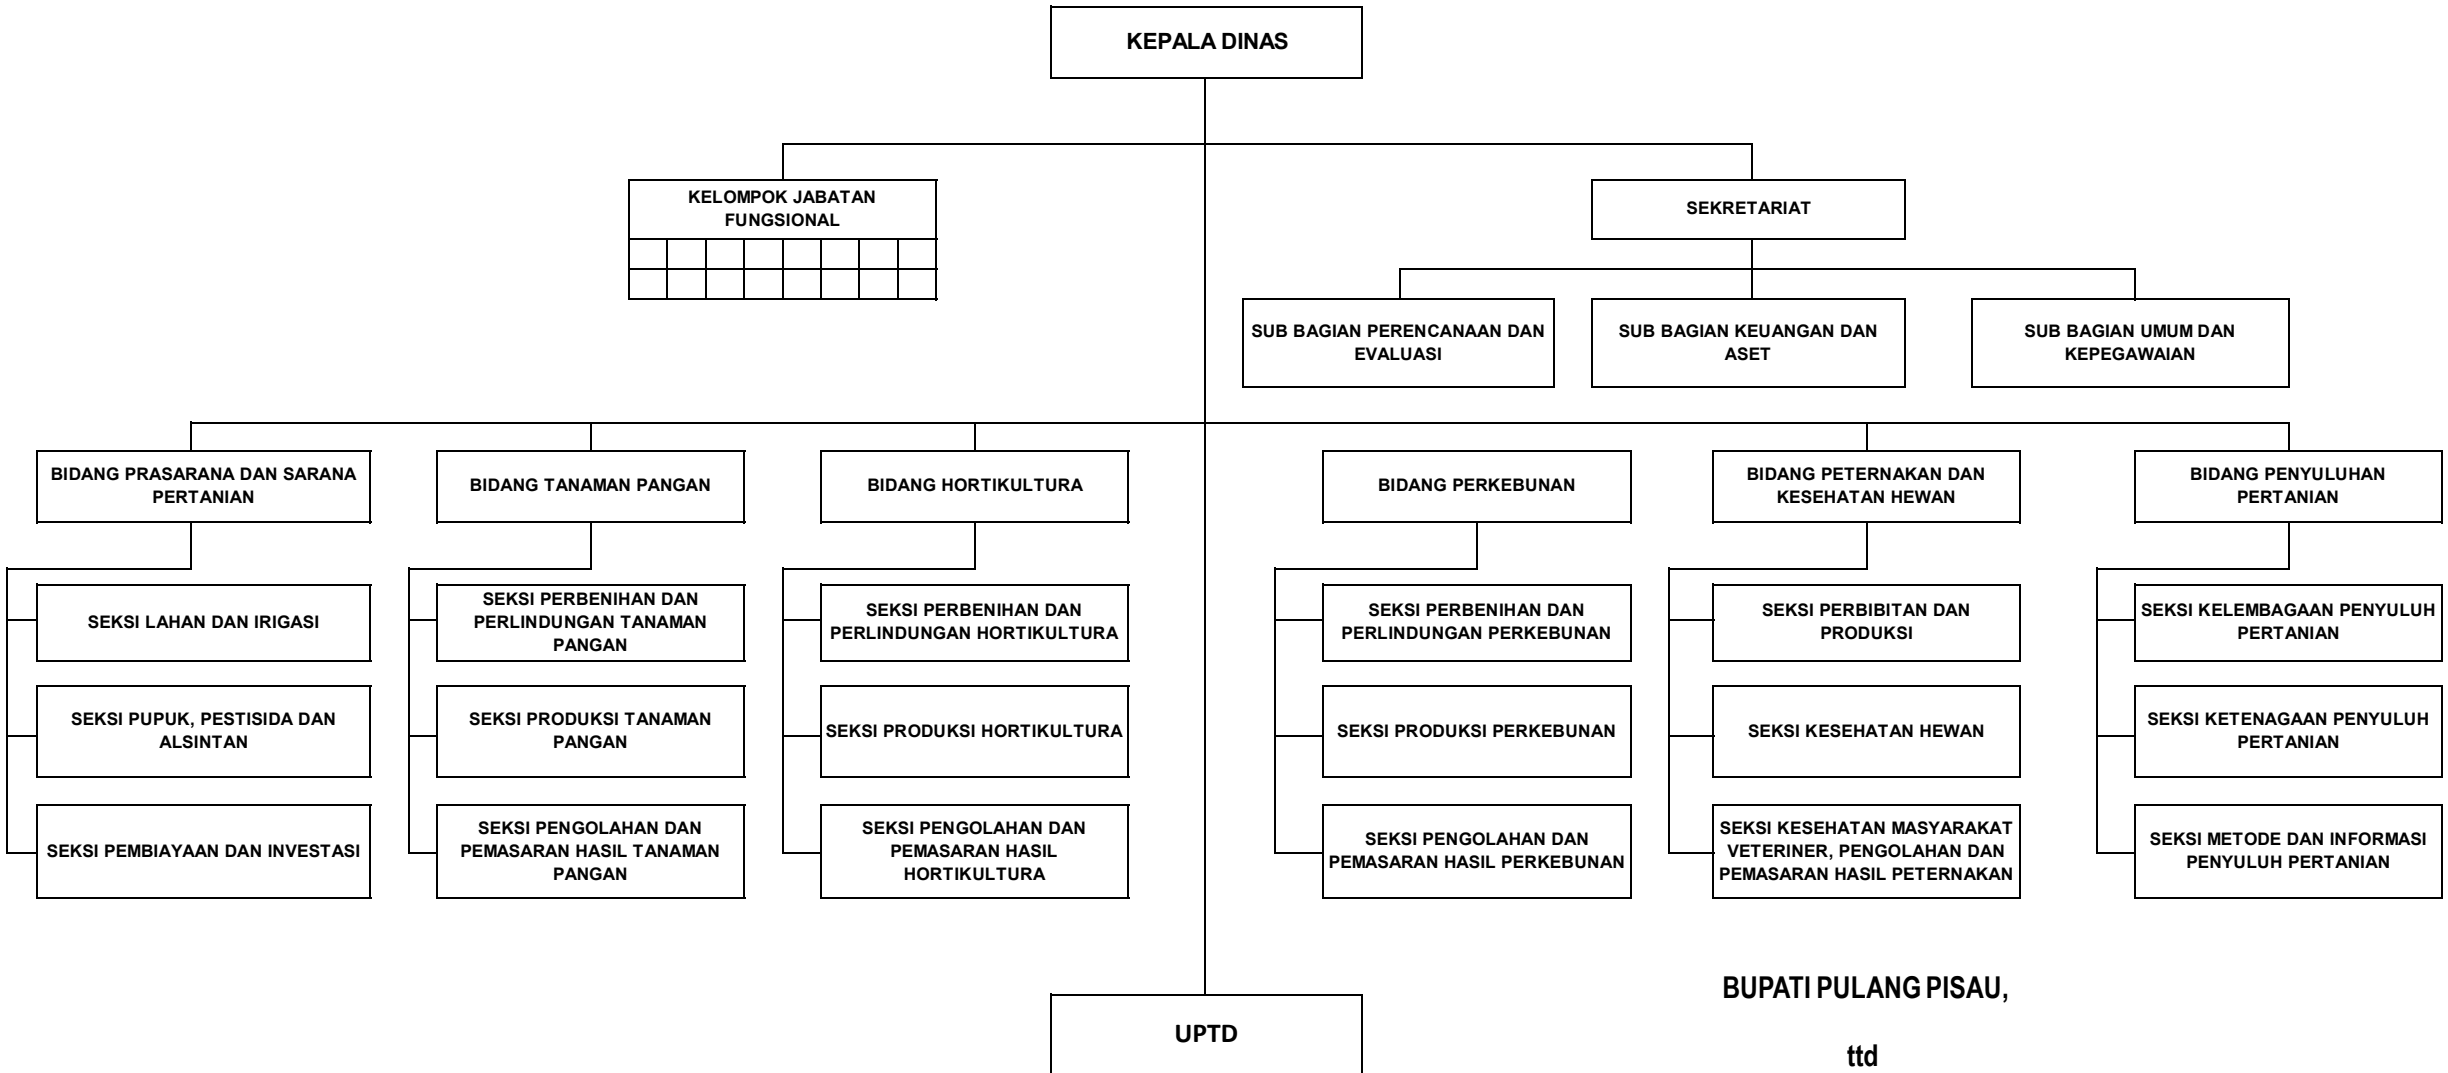 KEPALA DINAS
KELOMPOK JABATAN
FUNGSIONAL
SEKRETARIAT
SUB BAGIAN PERENCANAAN DAN
EVALUASI
SUB BAGIAN KEUANGAN DAN
ASET
SUB BAGIAN UMUM DAN
KEPEGAWAIAN
BIDANG PRASARANA DAN SARANA
PERTANIAN
BIDANG TANAMAN PANGAN
BIDANG HORTIKULTURA
BIDANG PERKEBUNAN
BIDANG PETERNAKAN DAN
KESEHATAN HEWAN
BIDANG PENYULUHAN
PERTANIAN
SEKSI LAHAN DAN IRIGASI
SEKSI PERBENIHAN DAN
PERLINDUNGAN TANAMAN
PANGAN
SEKSI PERBENIHAN DAN
PERLINDUNGAN HORTIKULTURA
SEKSI PERBENIHAN DAN
PERLINDUNGAN PERKEBUNAN
SEKSI PERBIBITAN DAN
PRODUKSI
SEKSI KELEMBAGAAN PENYULUH
PERTANIAN
SEKSI PUPUK, PESTISIDA DAN
ALSINTAN
SEKSI PRODUKSI TANAMAN
PANGAN
SEKSI PRODUKSI HORTIKULTURA
SEKSI PRODUKSI PERKEBUNAN
SEKSI KESEHATAN HEWAN
SEKSI KETENAGAAN PENYULUH
PERTANIAN
SEKSI PEMBIAYAAN DAN INVESTASI
SEKSI PENGOLAHAN DAN
PEMASARAN HASIL TANAMAN
PANGAN
SEKSI PENGOLAHAN DAN
PEMASARAN HASIL
HORTIKULTURA
SEKSI PENGOLAHAN DAN
PEMASARAN HASIL PERKEBUNAN
SEKSI KESEHATAN MASYARAKAT
VETERINER, PENGOLAHAN DAN
PEMASARAN HASIL PETERNAKAN
SEKSI METODE DAN INFORMASI
PENYULUH PERTANIAN
UPTD
BUPATI PULANG PISAU,
ttd